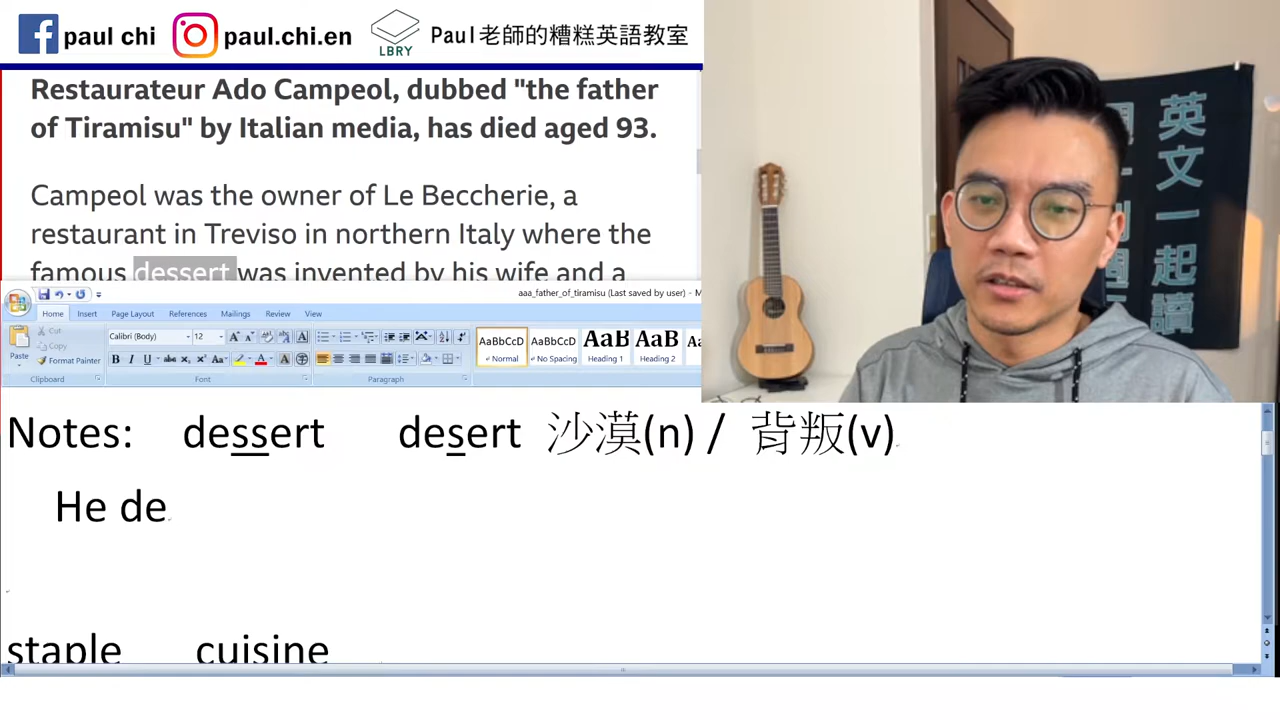 paul chi
paul.chi.en
LBRY
Paul老師的糟糕英語教室
Restaurateur Ado Campeol, dubbed "the father
of Tiramisu" by Italian media, has died aged 93.
Campeol was the owner of Le Beccherie, a
restaurant in Treviso in northern Italy where the
famous dessert was invented by his wife and a
aaa_father_of_tiramisu (Last saved by user) - M
Home Insert Page Layout References Mailings Review View
Paste
Cut
Copy
Format Painter
Clipboard
Calibri (Body) 12
Font
Paragraph
AaBbCcD
Normal
AaBbCcD
No Spacing
AaB
Heading 1
AaB
Heading 2
Notes: dessert desert 沙漠(n) / 背叛(v)
He de
staple cuisine
英文一起讀